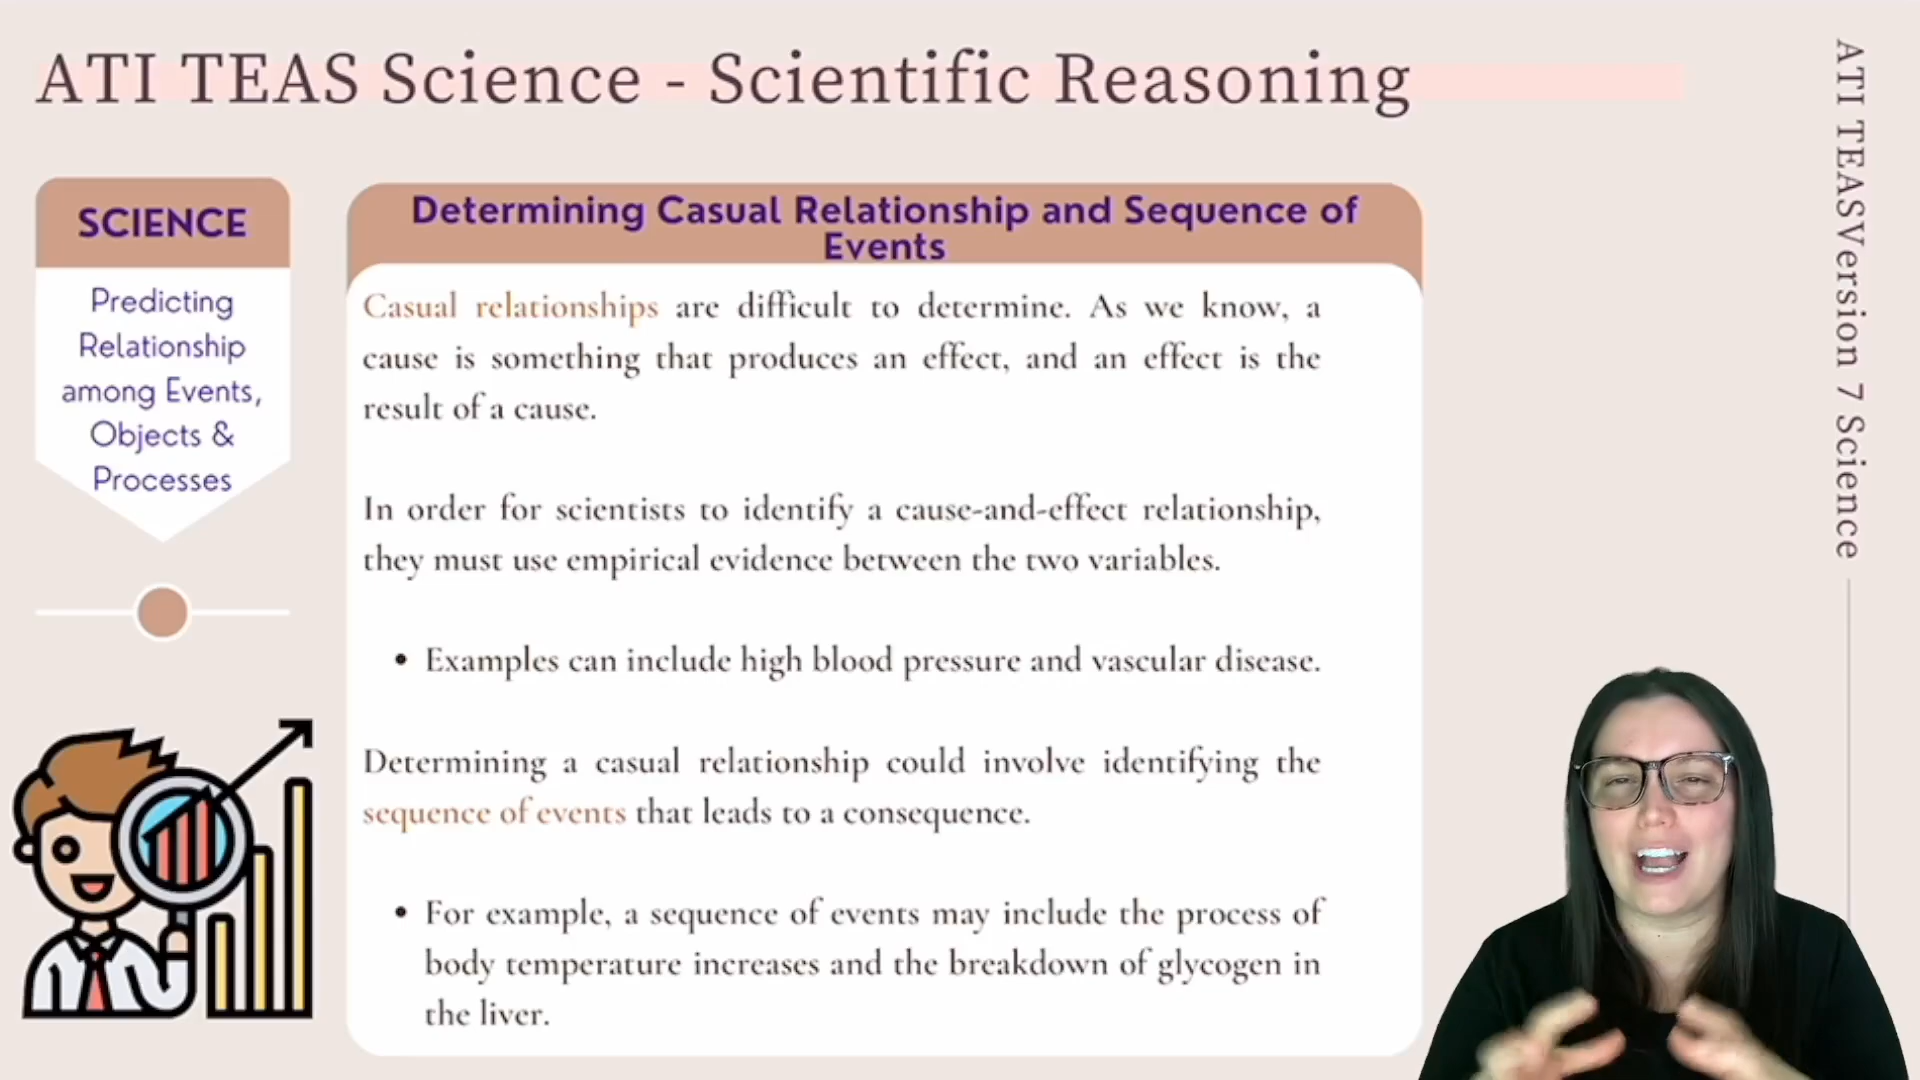 ATI TEAS Science - Scientific Reasoning
SCIENCE
Predicting
Relationship
among Events,
Objects &
Processes
Determining Casual Relationship and Sequence of
Events
Casual relationships are difficult to determine. As we know, a
cause is something that produces an effect, and an effect is the
result of a cause.
In order for scientists to identify a cause-and-effect relationship,
they must use empirical evidence between the two variables.
• Examples can include high blood pressure and vascular disease.
Determining a casual relationship could involve identifying the
sequence of events that leads to a consequence.
• For example, a sequence of events may include the process of
body temperature increases and the breakdown of glycogen in
the liver.
ATI TEASVersion 7 Science